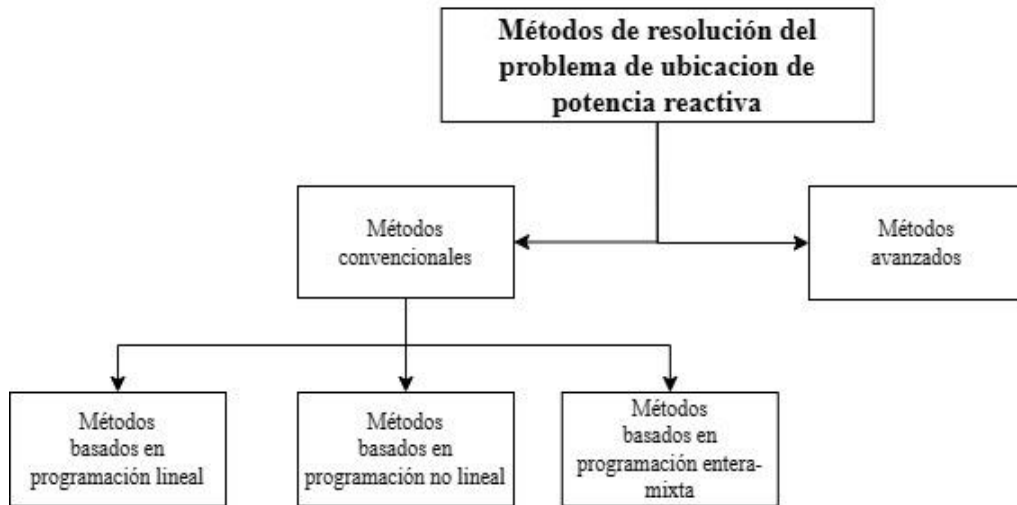 Métodos de resolución del
problema de ubicacion de
potencia reactiva
Métodos
convencionales
Métodos
avanzados
Métodos
basados en
programación lineal
Métodos
basados en
programación no lineal
Métodos
basados en
programación entera-
mixta